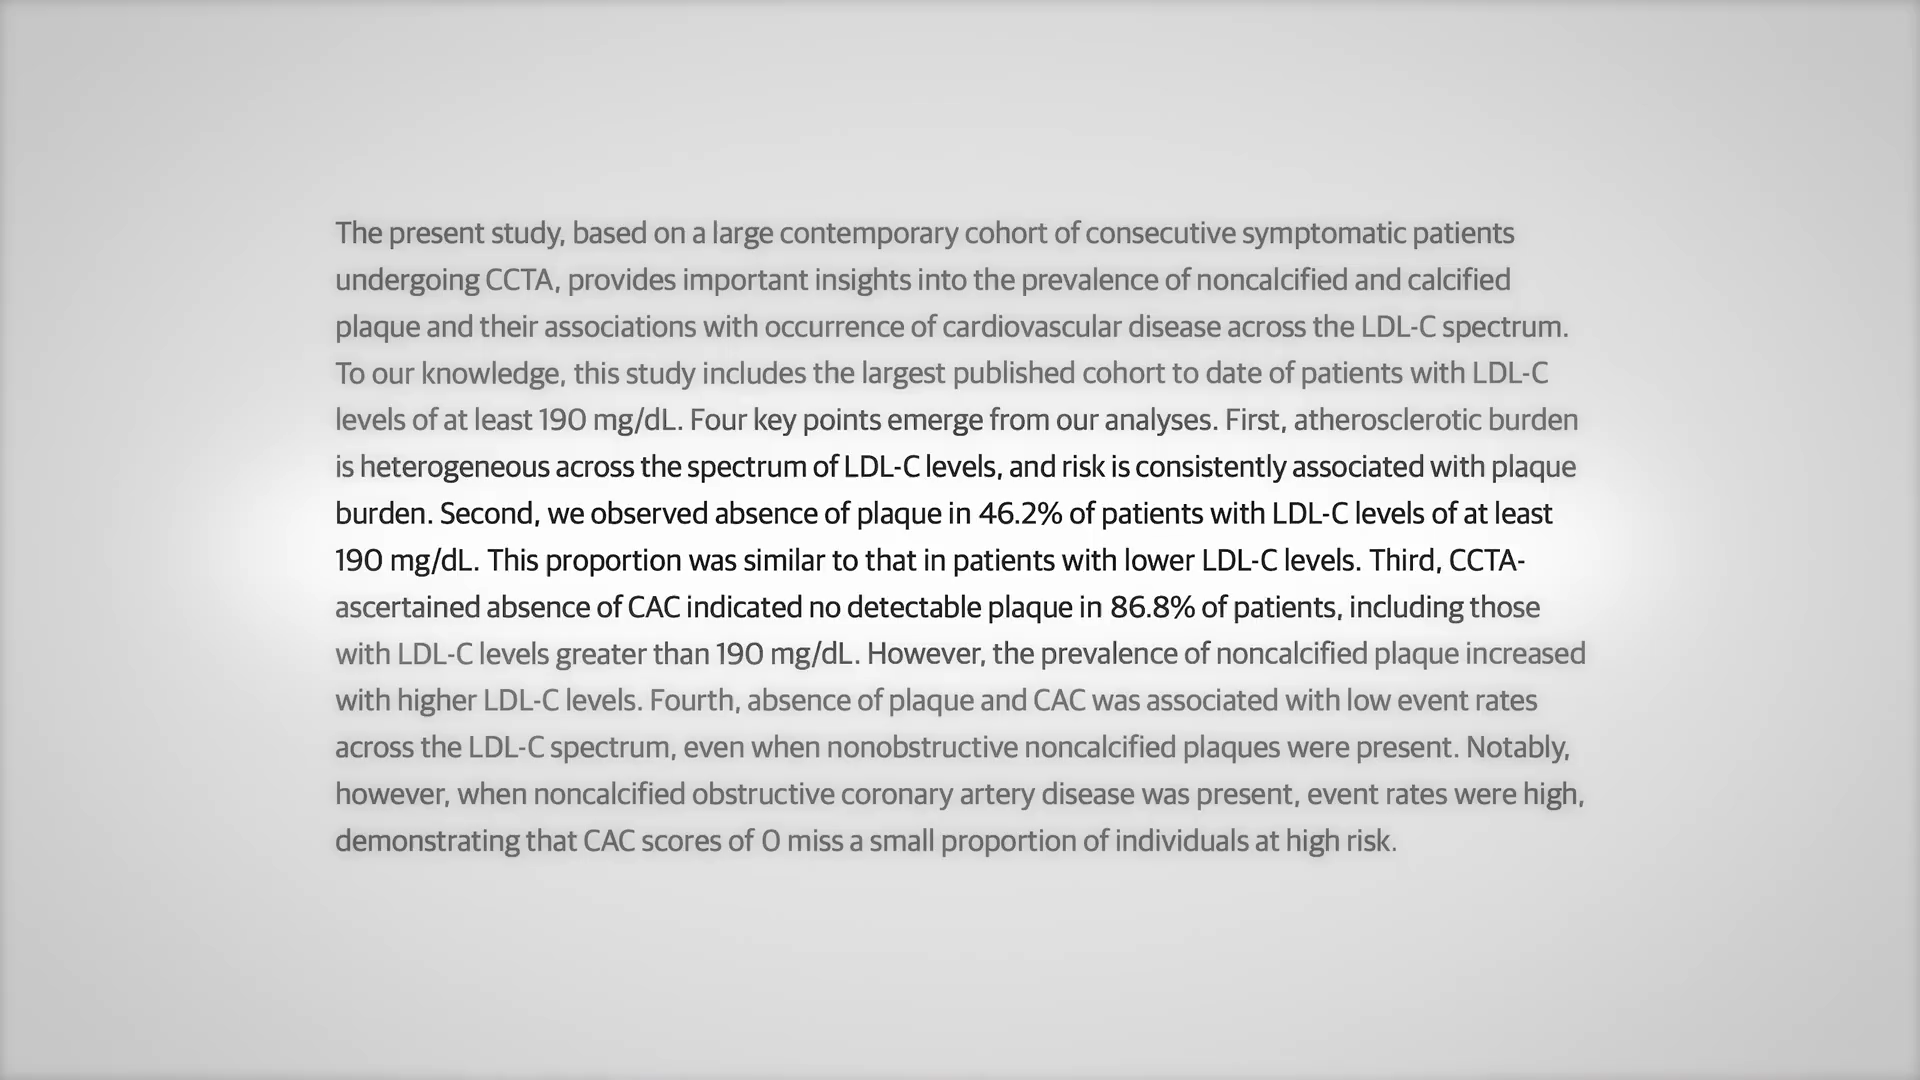 The present study, based on a large contemporary cohort of consecutive symptomatic patients
undergoing CCTA, provides important insights into the prevalence of noncalcified and calcified
plaque and their associations with occurrence of cardiovascular disease across the LDL-C spectrum.
To our knowledge, this study includes the largest published cohort to date of patients with LDL-C
levels of at least 190 mg/dL. Four key points emerge from our analyses. First, atherosclerotic burden
is heterogeneous across the spectrum of LDL-C levels, and risk is consistently associated with plaque
burden. Second, we observed absence of plaque in 46.2% of patients with LDL-C levels of at least
190 mg/dL. This proportion was similar to that in patients with lower LDL-C levels. Third, CCTA-
ascertained absence of CAC indicated no detectable plaque in 86.8% of patients, including those
with LDL-C levels greater than 190 mg/dL. However, the prevalence of noncalcified plaque increased
with higher LDL-C levels. Fourth, absence of plaque and CAC was associated with low event rates
across the LDL-C spectrum, even when nonobstructive noncalcified plaques were present. Notably,
however, when noncalcified obstructive coronary artery disease was present, event rates were high,
demonstrating that CAC scores of 0 miss a small proportion of individuals at high risk.